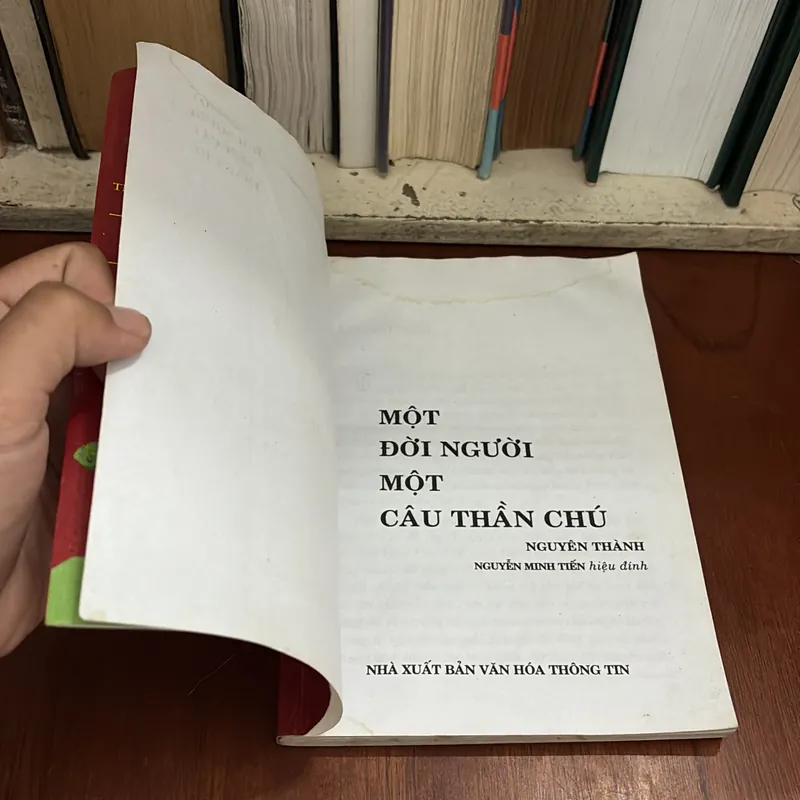 MỘT
ĐỜI NGƯỜI
MỘT
CÂU THẦN CHÚ
NGUYÊN THÀNH
NGUYỄN MINH TIẾN hiệu đính
NHÀ XUẤT BẢN VĂN HÓA THÔNG TIN